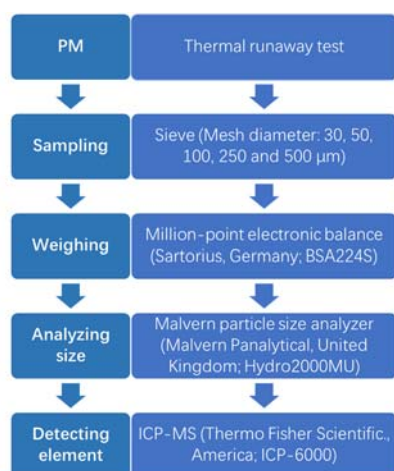 PM
Thermal runaway test
Sampling
Sieve (Mesh diameter: 30, 50,
100, 250 and 500 μm)
Weighing
Million-point electronic balance
(Sartorius, Germany; BSA224S)
Analyzing
size
Malvern particle size analyzer
(Malvern Panalytical, United
Kingdom; Hydro2000MU)
Detecting
element
ICP-MS (Thermo Fisher Scientific.,
America; ICP-6000)